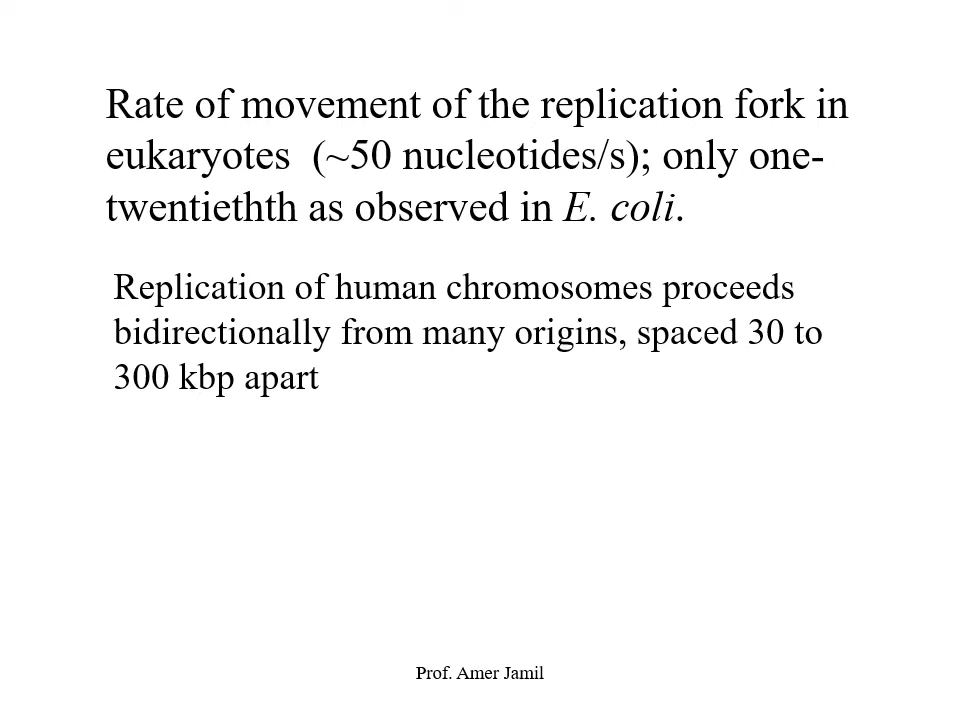 Rate of movement of the replication fork in
eukaryotes  (~50 nucleotides/s); only one-
twentiethth as observed in E. coli.
Replication of human chromosomes proceeds
bidirectionally from many origins, spaced 30 to
300 kbp apart
Prof. Amer Jamil